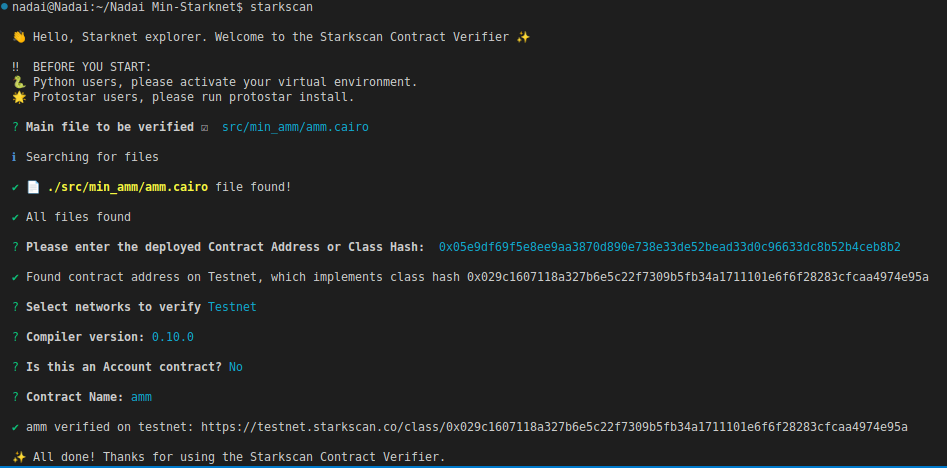 nadai@Nadai:~/Nadai Min-Starknet$ starkscan
👋 Hello, Starknet explorer. Welcome to the Starkscan Contract Verifier ✨
‼ BEFORE YOU START:
🐍 Python users, please activate your virtual environment.
🌟 Protostar users, please run protostar install.
? Main file to be verified ☑ src/min_amm/amm.cairo
ℹ Searching for files
✔ 📄 ./src/min_amm/amm.cairo file found!
✔ All files found
? Please enter the deployed Contract Address or Class Hash: 0x05e9df69f5e8ee9aa3870d890e738e33de52bead33d0c96633dc8b52b4ceb8b2
✔ Found contract address on Testnet, which implements class hash 0x029c1607118a327b6e5c22f7309b5fb34a1711101e6f6f28283cfcaa4974e95a
? Select networks to verify Testnet
? Compiler version: 0.10.0
? Is this an Account contract? No
? Contract Name: amm
✔ amm verified on testnet: https://testnet.starkscan.co/class/0x029c1607118a327b6e5c22f7309b5fb34a1711101e6f6f28283cfcaa4974e95a
✨ All done! Thanks for using the Starkscan Contract Verifier.